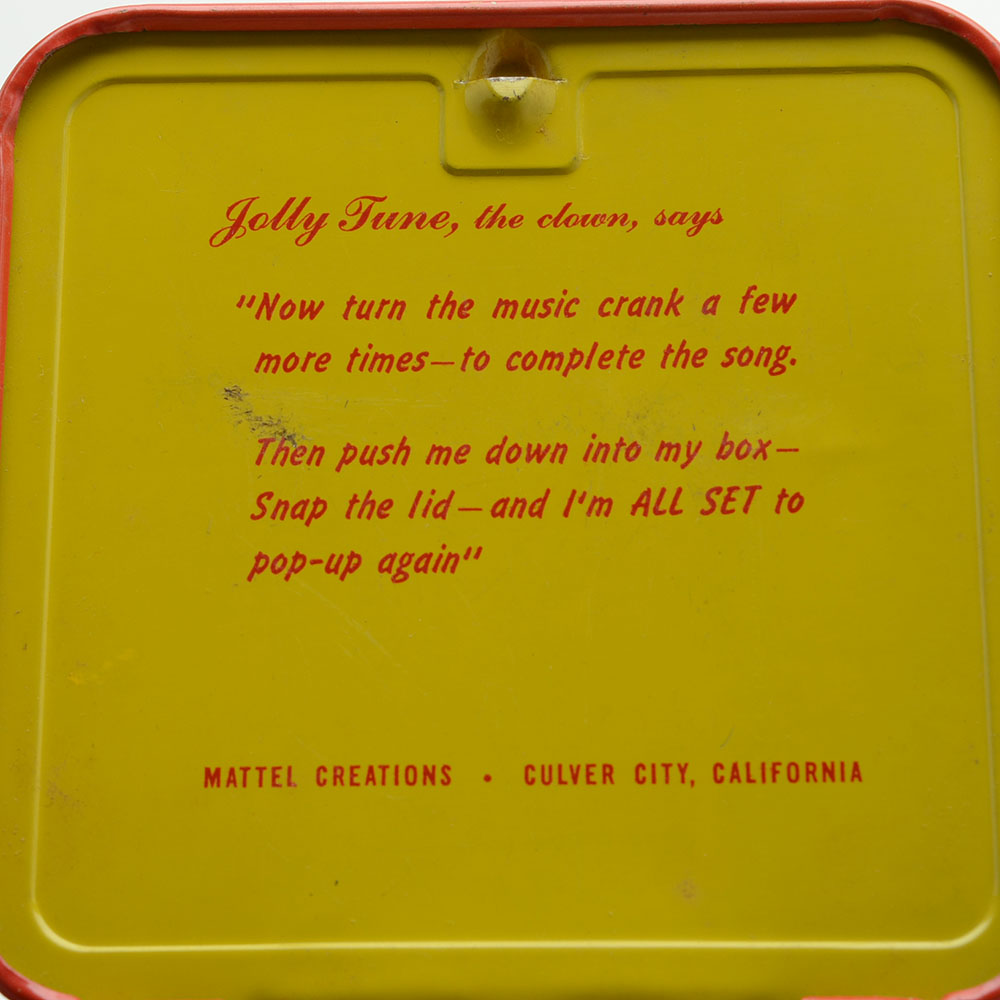 Jolly Tune, the clown, says
"Now turn the music crank a few
more times—to complete the song.
Then push me down into my box—
Snap the lid—and I'm ALL SET to
pop-up again"
MATTEL CREATIONS • CULVER CITY, CALIFORNIA